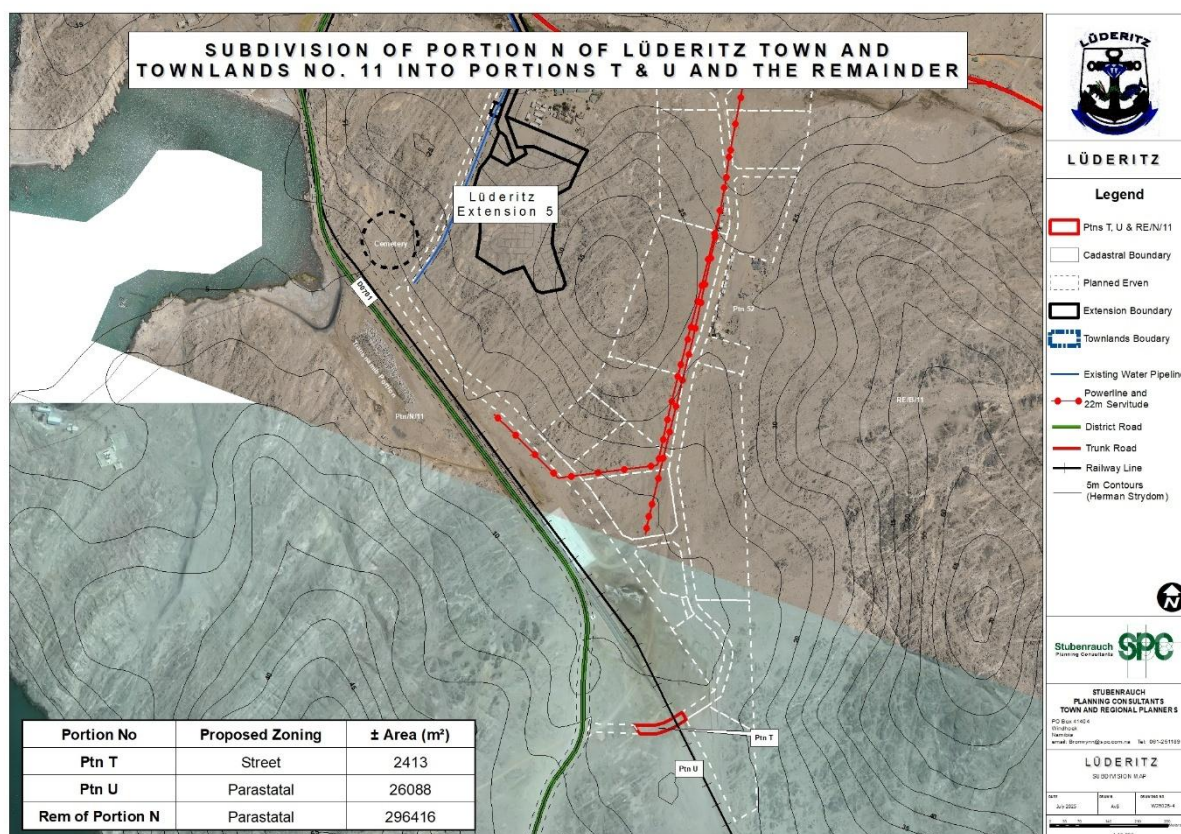 SUBDIVISION OF PORTION N OF LÜDERITZ TOWN AND
TOWNLANDS NO. 11 INTO PORTIONS T & U AND THE REMAINDER
Lüderitz
Extension 5
Cemetery
D0701
Ptn/N/11
Ptn 52
RE/B/11
Ptn T
Ptn U
Portion No
Proposed Zoning
± Area (m²)
Ptn T
Street
2413
Ptn U
Parastatal
26088
Rem of Portion N
Parastatal
296416
LÜDERITZ
LÜDERITZ
Legend
Ptns T, U & RE/N/11
Cadastral Boundary
Planned Erven
Extension Boundary
Townlands Boudary
Existing Water Pipeline
Powerline and
22m Servitude
District Road
Trunk Road
Railway Line
5m Contours
(Herman Strydom)
N
Stubenrauch
Planning Consultants
SPC
STUBENRAUCH
PLANNING CONSULTANTS
TOWN AND REGIONAL PLANNERS
PO Box 41404
Windhoek
Namibia
LÜDERITZ
SUBDIVISION MAP
July 2025